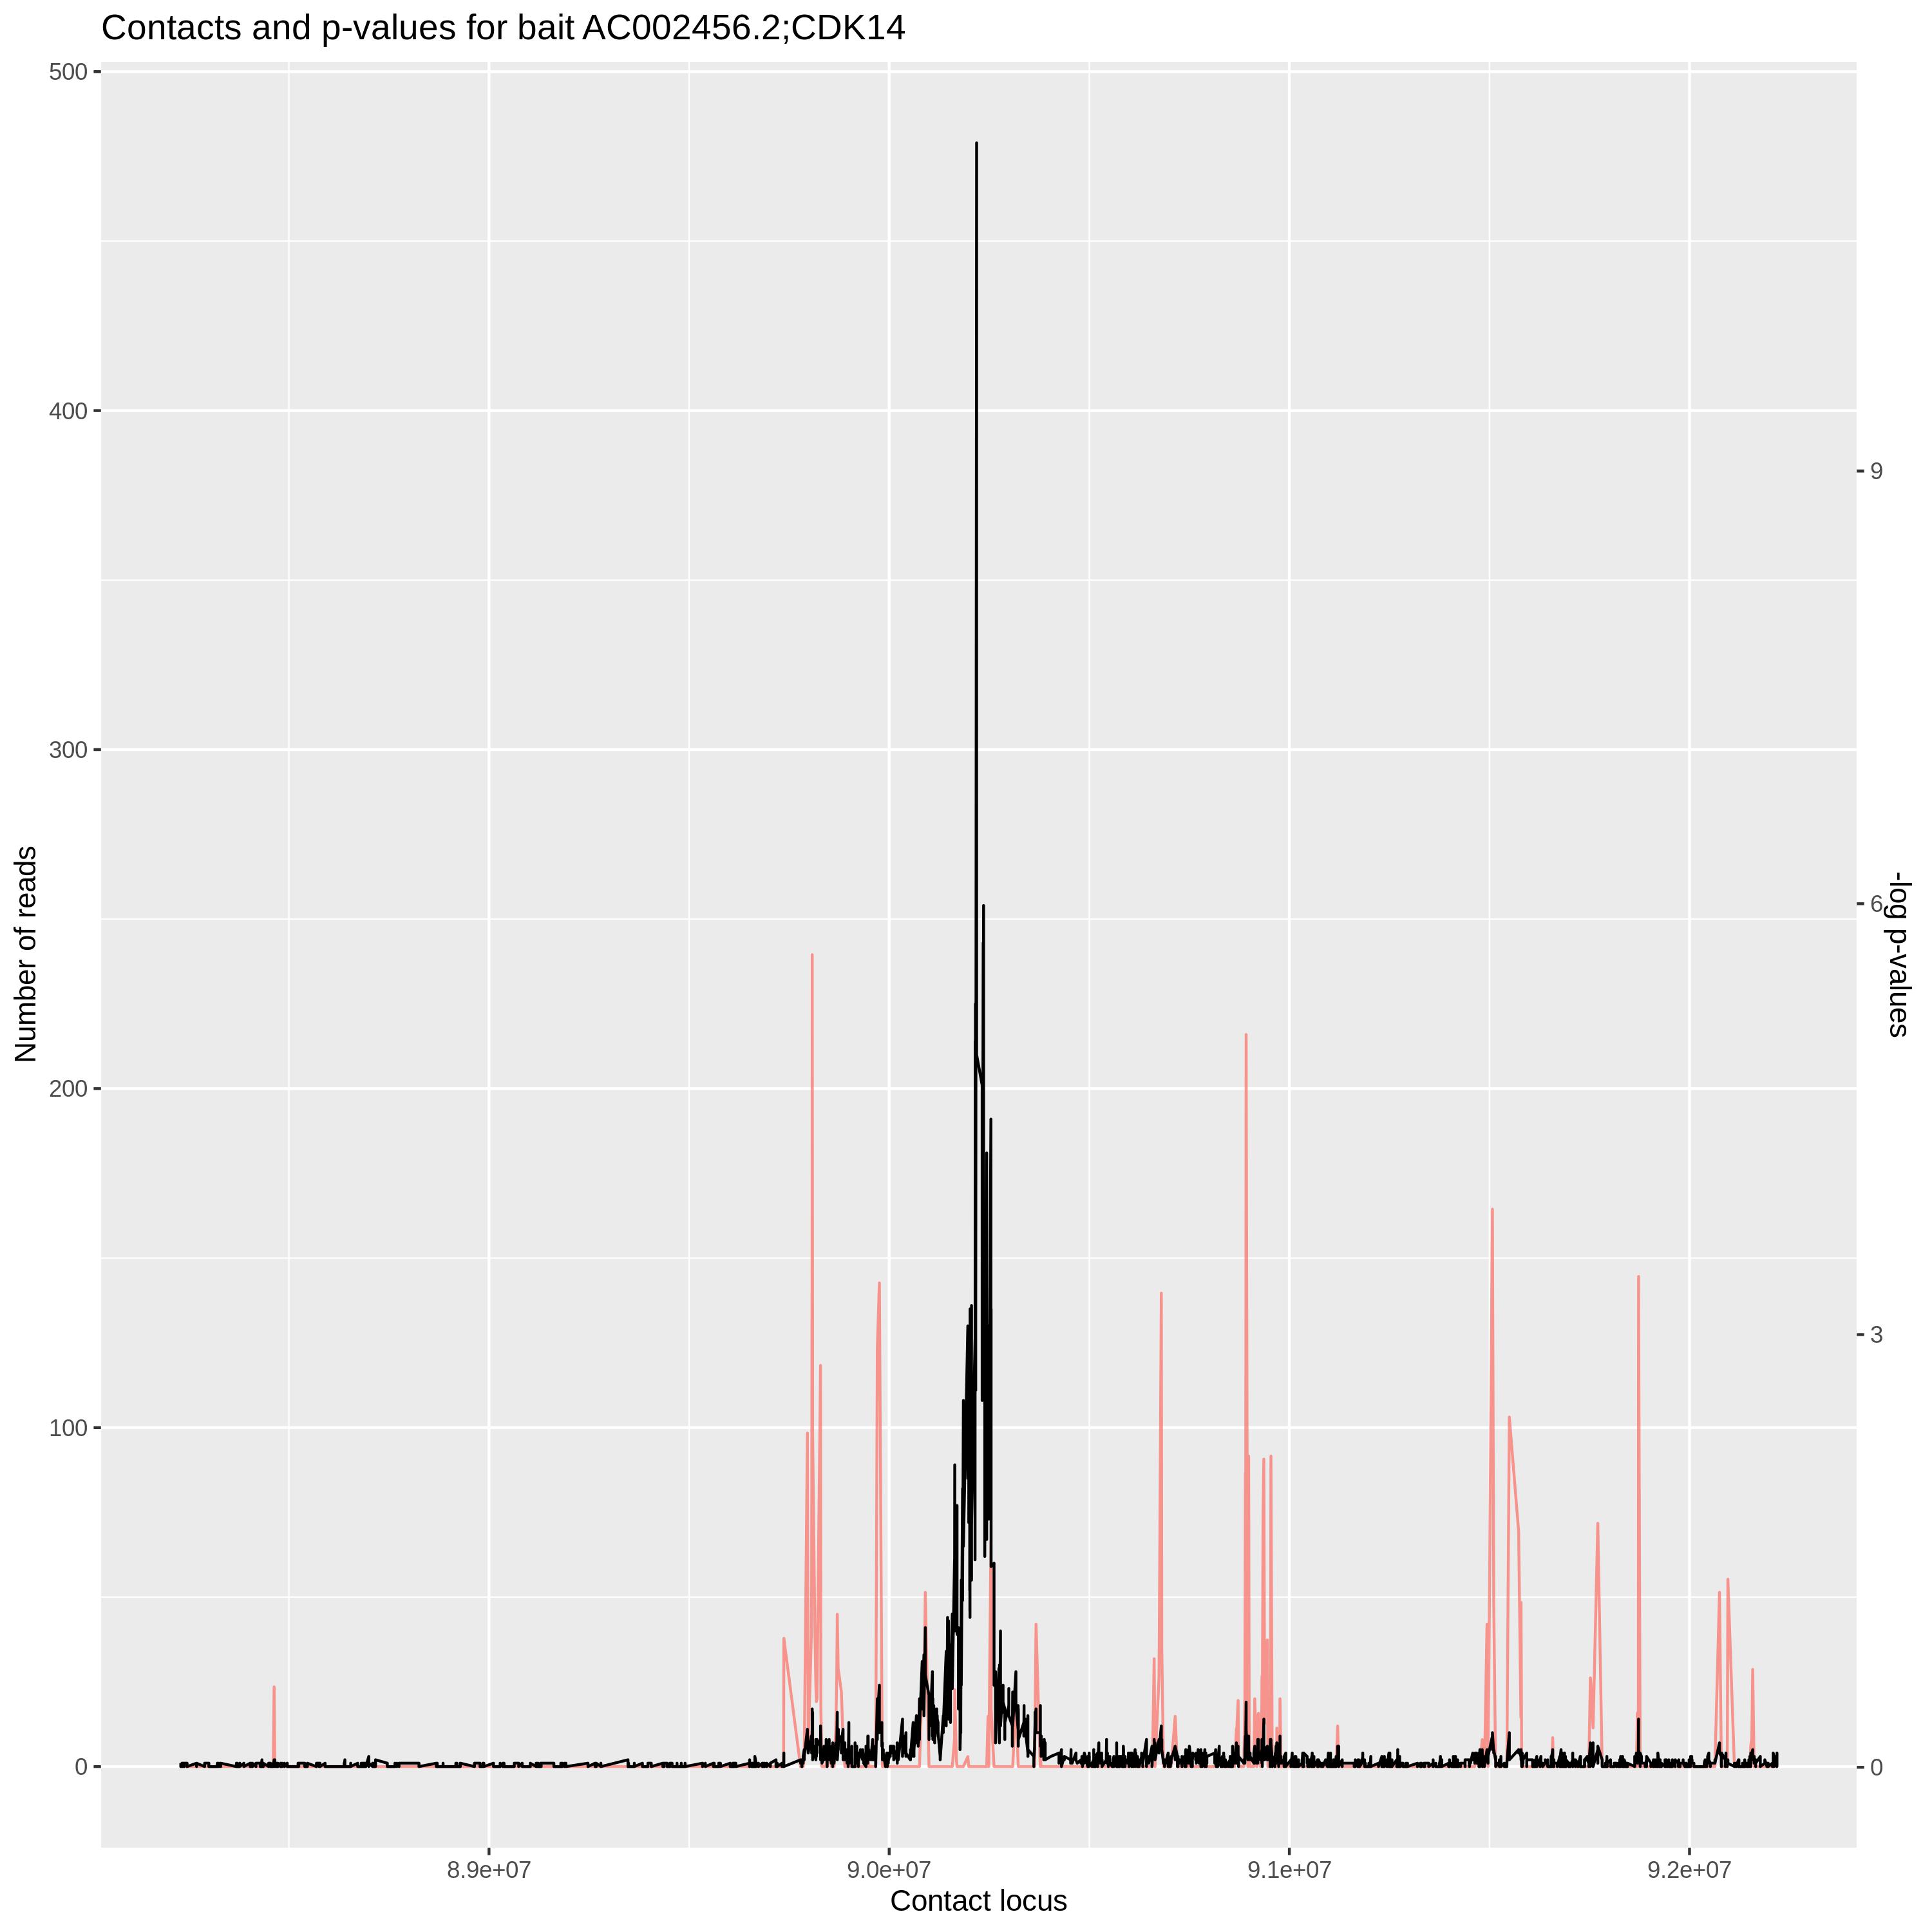 Contacts and p-values for bait AC002456.2;CDK14
500
400
300
200
100
0
Number of reads
9
6
3
0
-log p-values
8.9e+07
9.0e+07
9.1e+07
9.2e+07
Contact locus